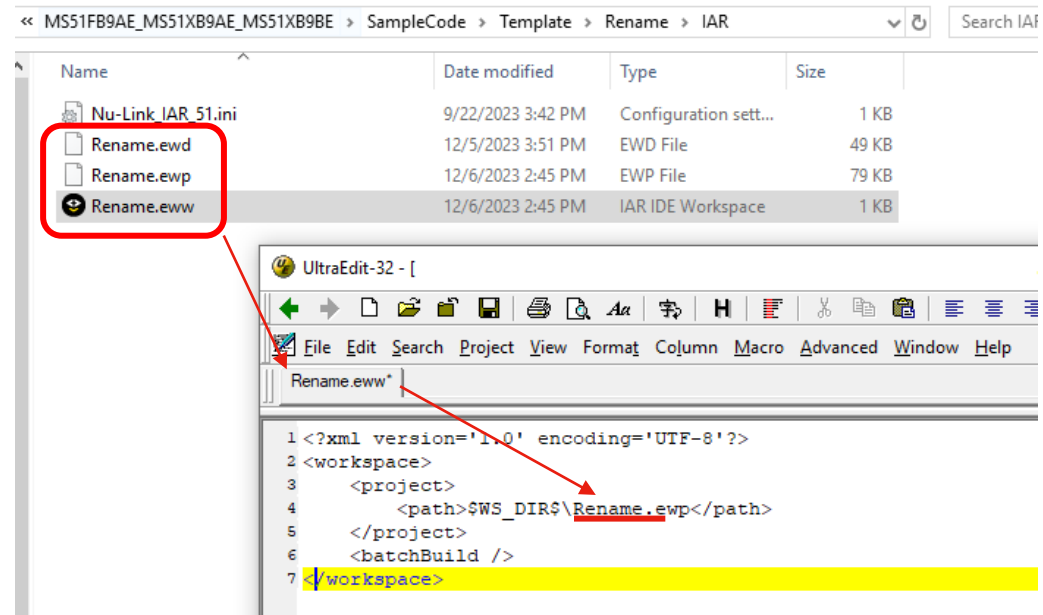 « MS51FB9AE_MS51XB9AE_MS51XB9BE > SampleCode > Template > Rename > IAR
Search IAR
Name Date modified Type Size
Nu-Link_IAR_51.ini 9/22/2023 3:42 PM Configuration sett... 1 KB
Rename.ewd 12/5/2023 3:51 PM EWD File 49 KB
Rename.ewp 12/6/2023 2:45 PM EWP File 79 KB
Rename.eww 12/6/2023 2:45 PM IAR IDE Workspace 1 KB
UltraEdit-32 - [
File Edit Search Project View Format Column Macro Advanced Window Help
Rename.eww*
1 <?xml version='1.0' encoding='UTF-8'?>
2 <workspace>
3 <project>
4 <path>$WS_DIR$\Rename.ewp</path>
5 </project>
6 <batchBuild />
7 </workspace>